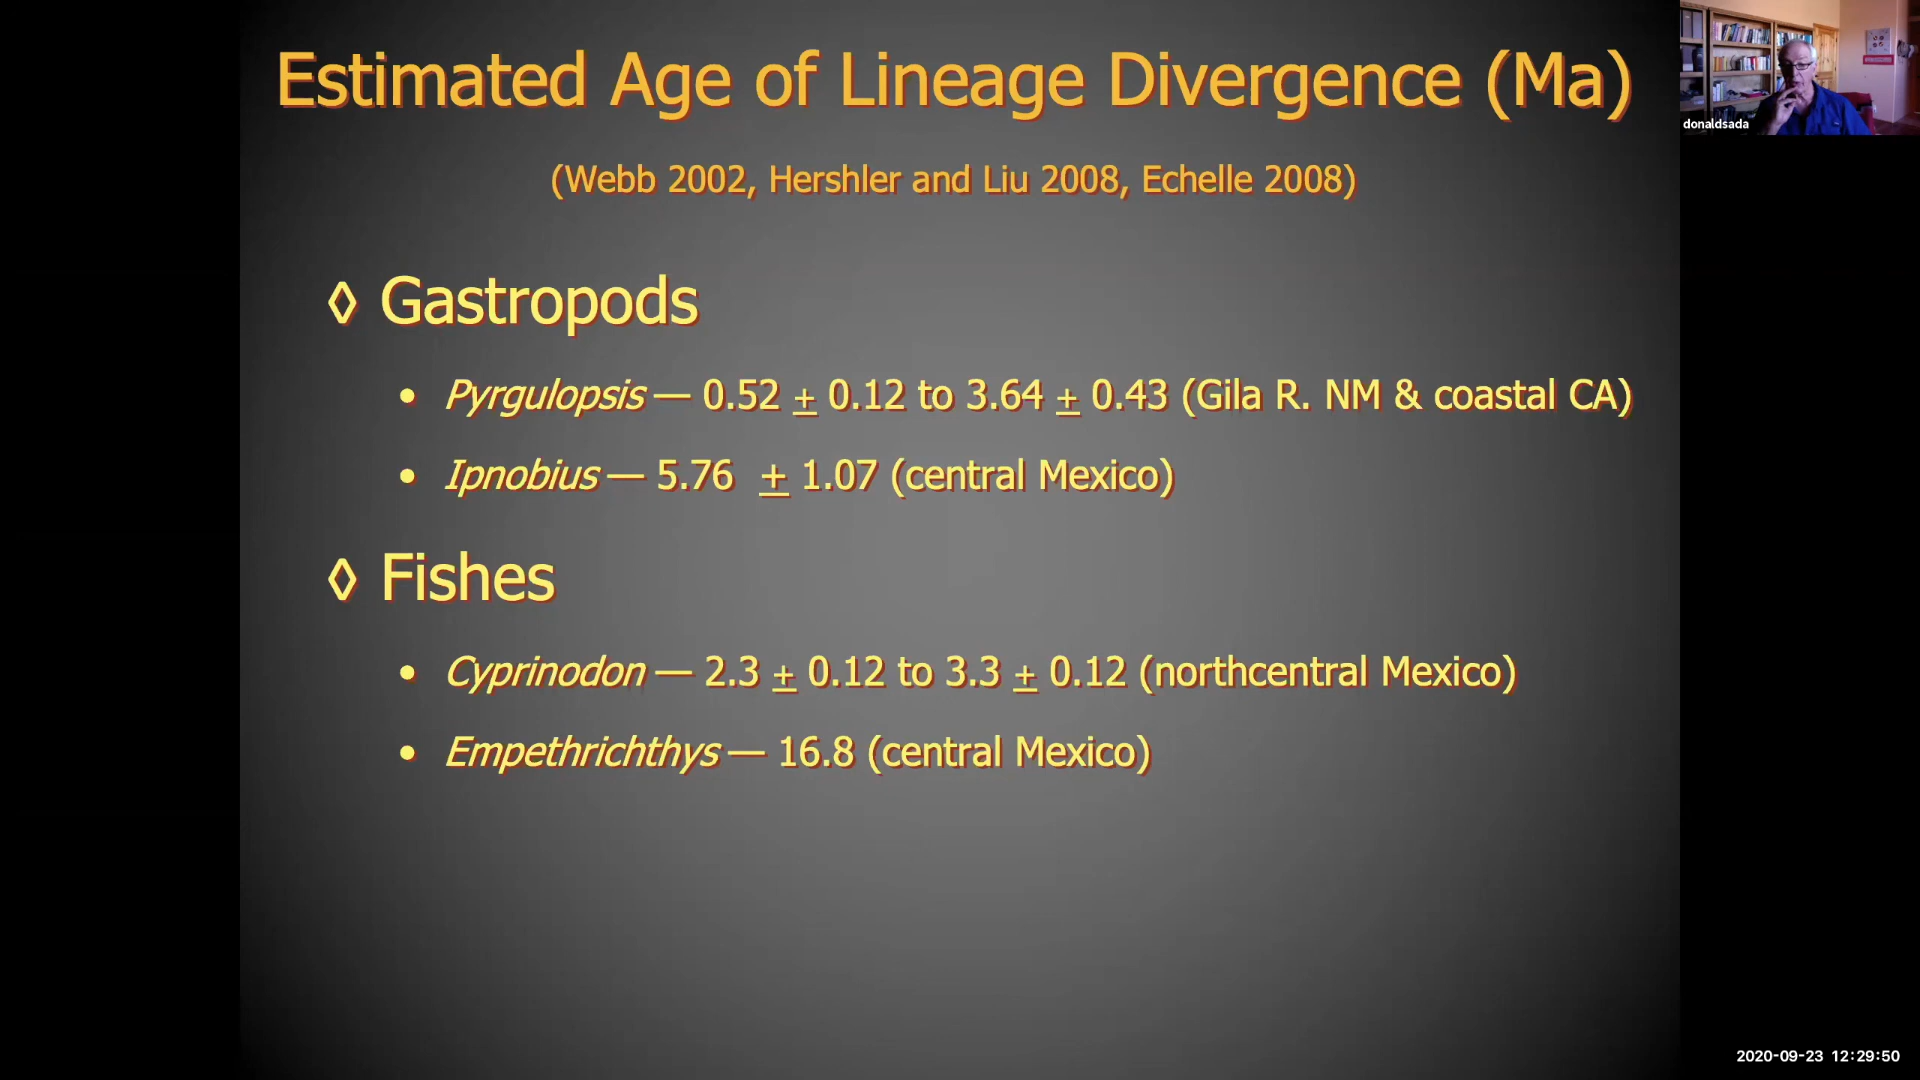 Estimated Age of Lineage Divergence (Ma)
(Webb 2002, Hershler and Liu 2008, Echelle 2008)
donaldsada
◊ Gastropods
• Pyrgulopsis — 0.52 ± 0.12 to 3.64 ± 0.43 (Gila R. NM & coastal CA)
• Ipnobius — 5.76 ± 1.07 (central Mexico)
◊ Fishes
• Cyprinodon — 2.3 ± 0.12 to 3.3 ± 0.12 (northcentral Mexico)
• Empethrichthys — 16.8 (central Mexico)
2020-09-23 12:29:50